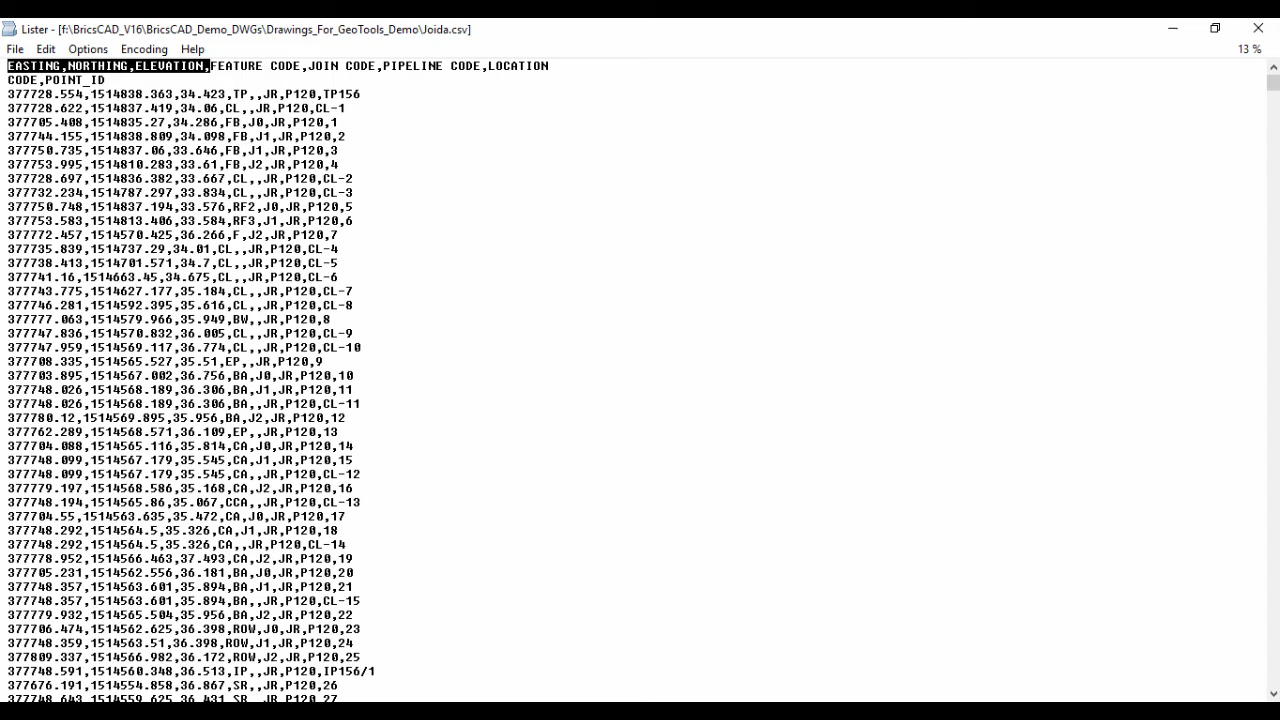 Lister - [f:\BricsCAD_V16\BricsCAD_Demo_DWGs\Drawings_For_GeoTools_Demo\Joida.csv]
File Edit Options Encoding Help 13 %
EASTING,NORTHING,ELEVATION,FEATURE CODE,JOIN CODE,PIPELINE CODE,LOCATION
CODE,POINT_ID
377728.554,1514838.363,34.423,TP,,JR,P120,TP156
377728.622,1514837.419,34.06,CL,,JR,P120,CL-1
377705.408,1514835.27,34.286,FB,J0,JR,P120,1
377744.155,1514838.809,34.098,FB,J1,JR,P120,2
377750.735,1514837.06,33.646,FB,J1,JR,P120,3
377753.995,1514810.283,33.61,FB,J2,JR,P120,4
377728.697,1514836.382,33.667,CL,,JR,P120,CL-2
377732.234,1514787.297,33.834,CL,,JR,P120,CL-3
377750.748,1514837.194,33.576,RF2,J0,JR,P120,5
377753.583,1514813.406,33.584,RF3,J1,JR,P120,6
377772.457,1514570.425,36.266,F,J2,JR,P120,7
377735.839,1514737.29,34.01,CL,,JR,P120,CL-4
377738.413,1514701.571,34.7,CL,,JR,P120,CL-5
377741.16,1514663.45,34.675,CL,,JR,P120,CL-6
377743.775,1514627.177,35.184,CL,,JR,P120,CL-7
377746.281,1514592.395,35.616,CL,,JR,P120,CL-8
377777.063,1514579.966,35.949,BW,,JR,P120,8
377747.836,1514570.832,36.005,CL,,JR,P120,CL-9
377747.959,1514569.117,36.774,CL,,JR,P120,CL-10
377708.335,1514565.527,35.51,EP,,JR,P120,9
377703.895,1514567.002,36.756,BA,J0,JR,P120,10
377748.026,1514568.189,36.306,BA,J1,JR,P120,11
377748.026,1514568.189,36.306,BA,,JR,P120,CL-11
377780.12,1514569.895,35.956,BA,J2,JR,P120,12
377762.289,1514568.571,36.109,EP,,JR,P120,13
377704.088,1514565.116,35.814,CA,J0,JR,P120,14
377748.099,1514567.179,35.545,CA,J1,JR,P120,15
377748.099,1514567.179,35.545,CA,,JR,P120,CL-12
377779.197,1514568.586,35.168,CA,J2,JR,P120,16
377748.194,1514565.86,35.067,CCA,,JR,P120,CL-13
377704.55,1514563.635,35.472,CA,J0,JR,P120,17
377748.292,1514564.5,35.326,CA,J1,JR,P120,18
377748.292,1514564.5,35.326,CA,,JR,P120,CL-14
377778.952,1514566.463,37.493,CA,J2,JR,P120,19
377705.231,1514562.556,36.181,BA,J0,JR,P120,20
377748.357,1514563.601,35.894,BA,J1,JR,P120,21
377748.357,1514563.601,35.894,BA,,JR,P120,CL-15
377779.932,1514565.504,35.956,BA,J2,JR,P120,22
377706.474,1514562.625,36.398,ROW,J0,JR,P120,23
377748.359,1514563.51,36.398,ROW,J1,JR,P120,24
377809.337,1514566.982,36.172,ROW,J2,JR,P120,25
377748.591,1514560.348,36.513,IP,,JR,P120,IP156/1
377676.191,1514554.858,36.867,SR,,JR,P120,26
377748.643,1514559.625,36.431,SR,,JR,P120,27